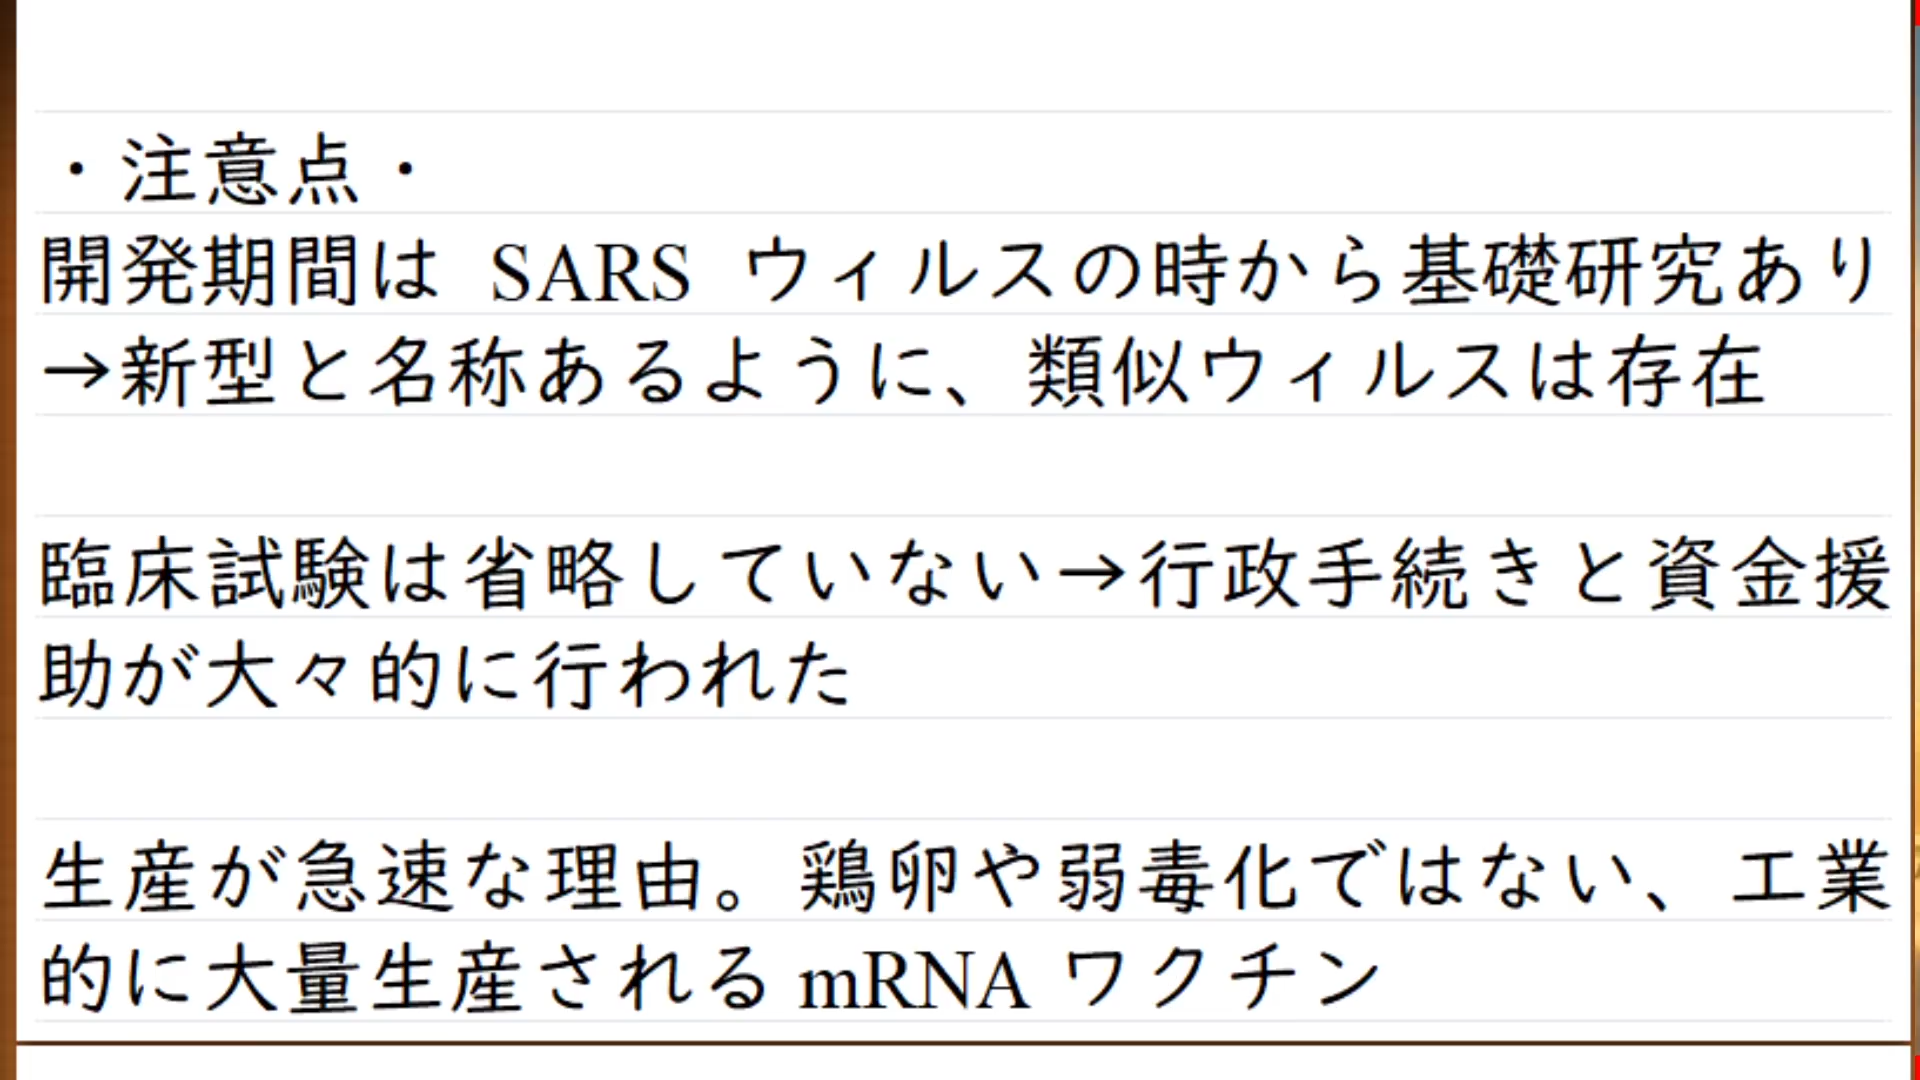 ・注意点・
開発期間は SARS ウィルスの時から基礎研究あり
→新型と名称あるように、類似ウィルスは存在
臨床試験は省略していない→行政手続きと資金援
助が大々的に行われた
生産が急速な理由。鶏卵や弱毒化ではない、工業
的に大量生産される mRNA ワクチン